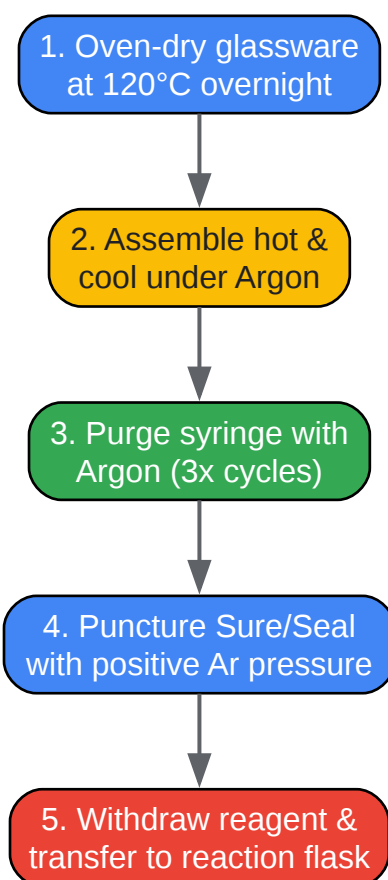 1. Oven-dry glassware
at 120°C overnight
2. Assemble hot &
cool under Argon
3. Purge syringe with
Argon (3x cycles)
4. Puncture Sure/Seal
with positive Ar pressure
5. Withdraw reagent &
transfer to reaction flask